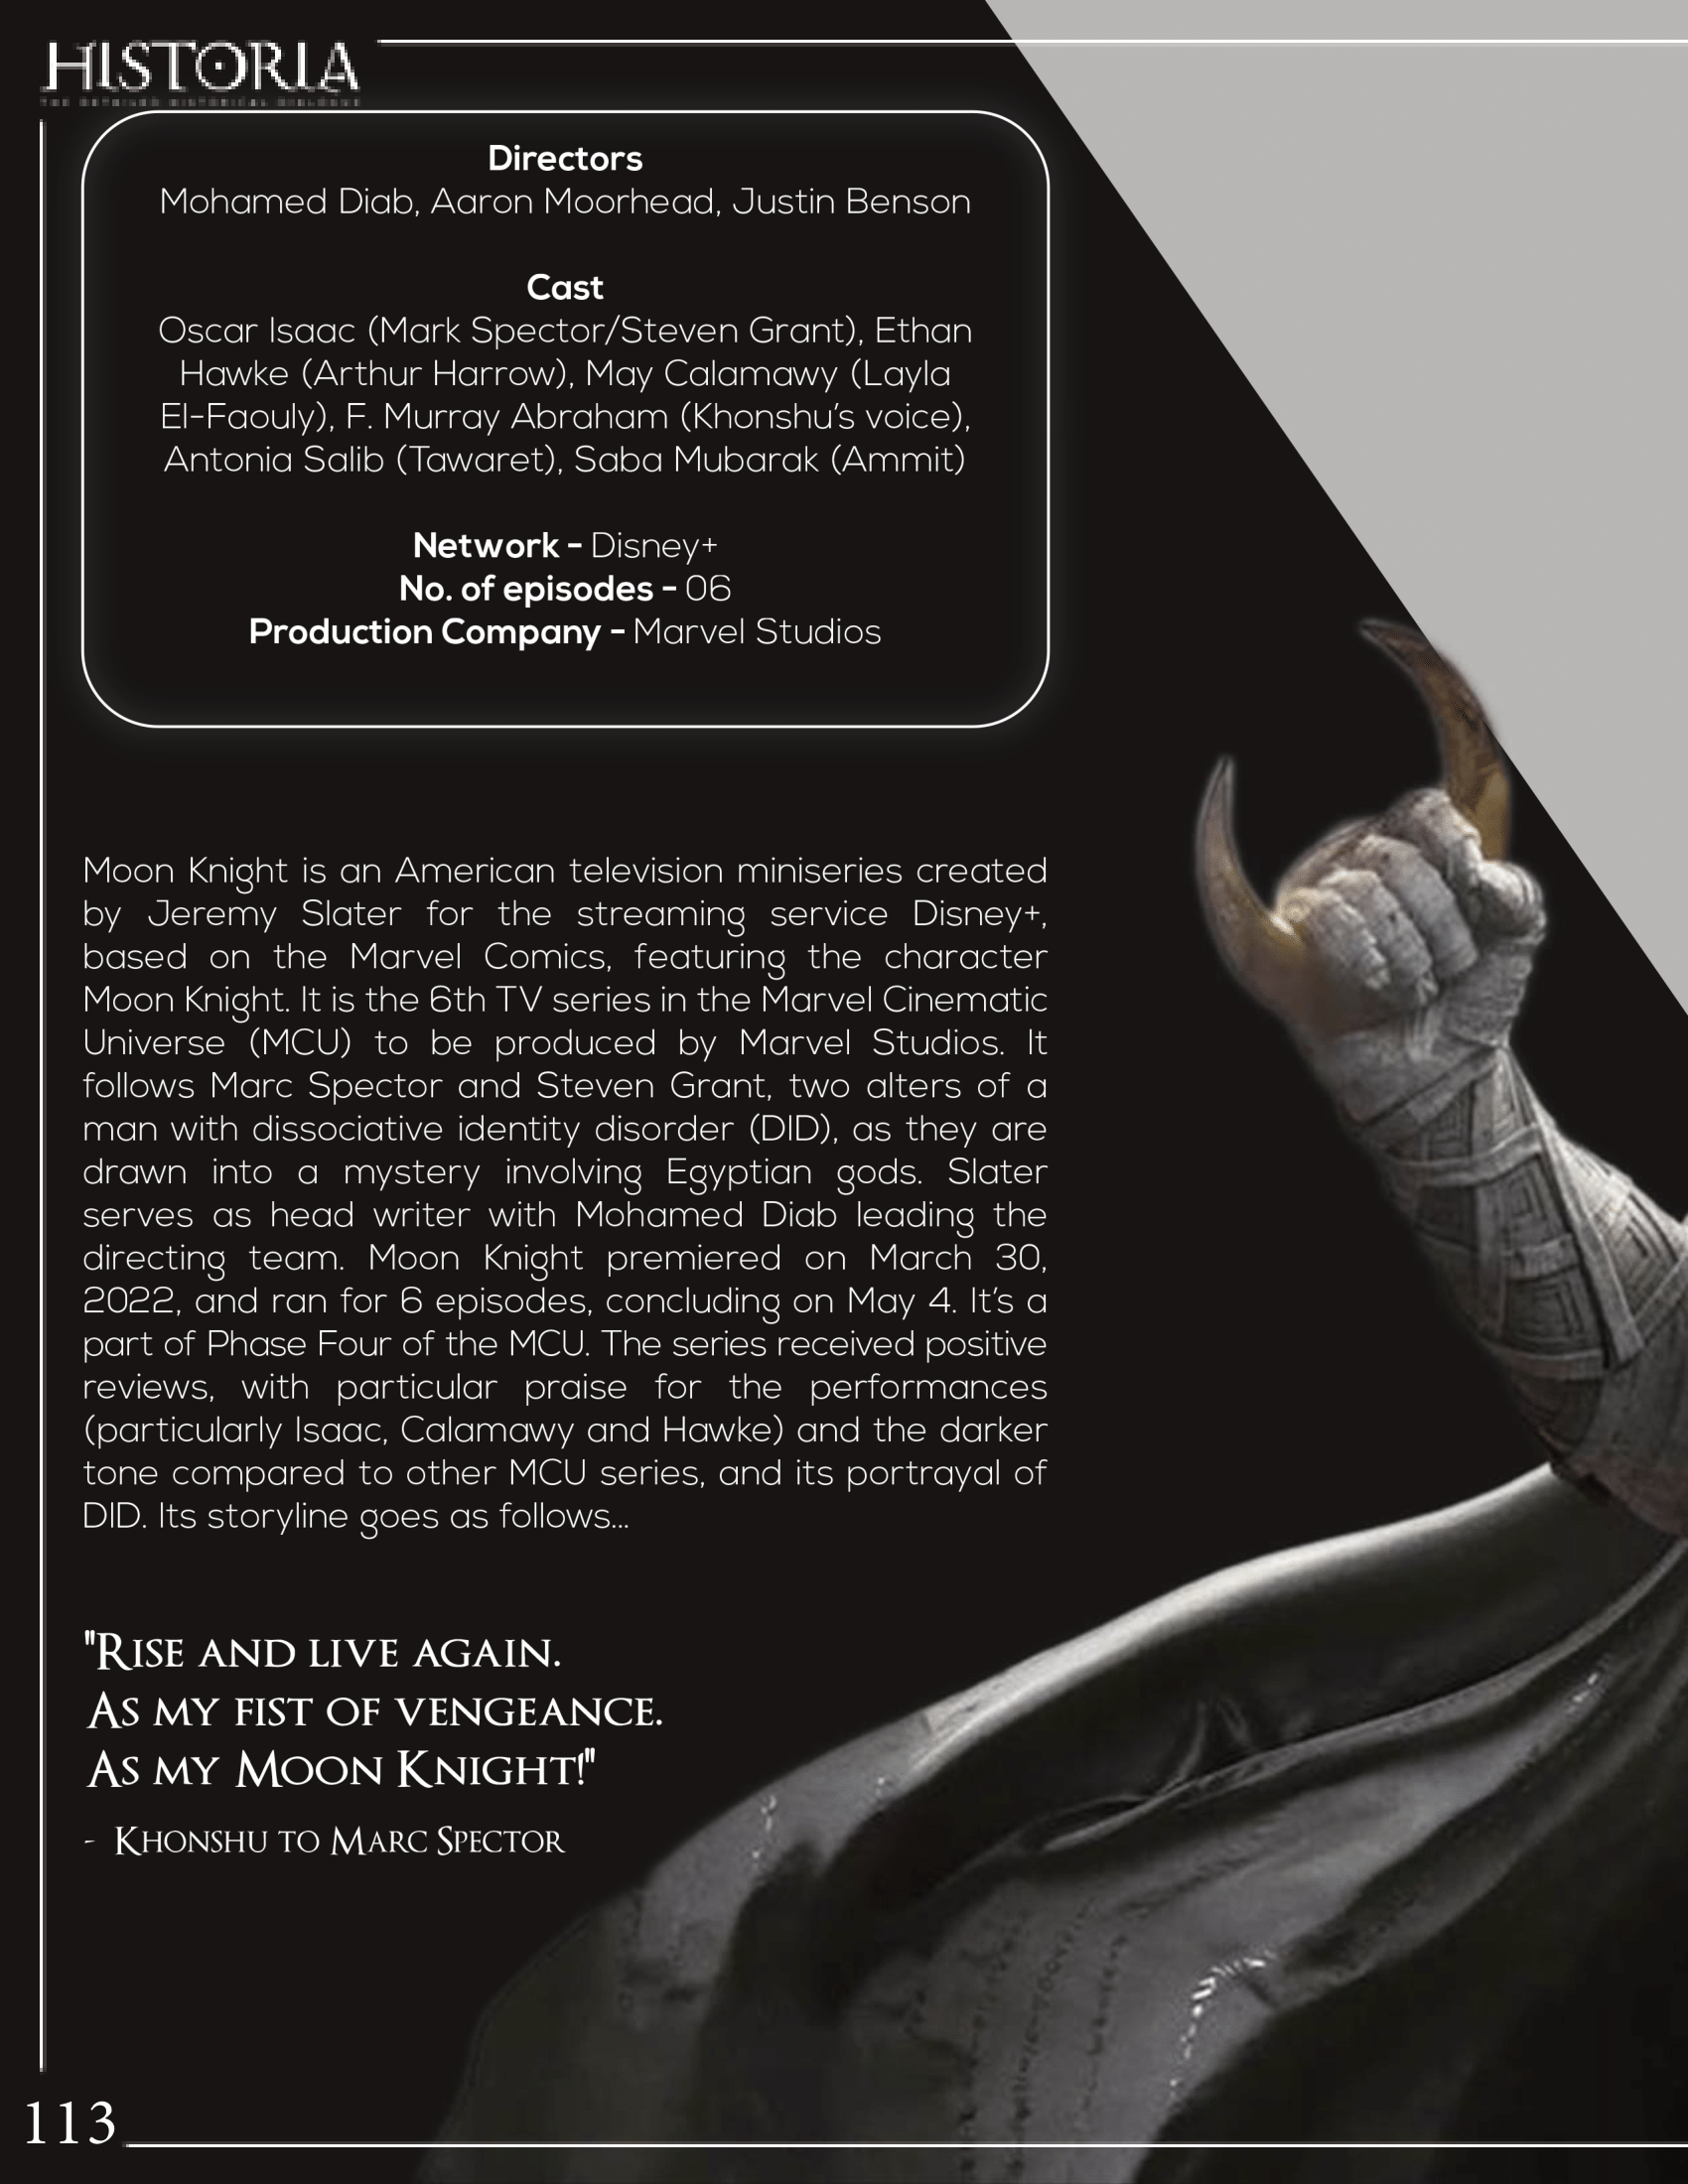 HISTORIA
Directors
Mohamed Diab, Aaron Moorhead, Justin Benson
Cast
Oscar Isaac (Mark Spector/Steven Grant), Ethan
Hawke (Arthur Harrow), May Calamawy (Layla
El-Faouly), F. Murray Abraham (Khonshu’s voice),
Antonia Salib (Tawaret), Saba Mubarak (Ammit)
Network - Disney+
No. of episodes - 06
Production Company - Marvel Studios
Moon Knight is an American television miniseries created
by Jeremy Slater for the streaming service Disney+,
based on the Marvel Comics, featuring the character
Moon Knight. It is the 6th TV series in the Marvel Cinematic
Universe (MCU) to be produced by Marvel Studios. It
follows Marc Spector and Steven Grant, two alters of a
man with dissociative identity disorder (DID), as they are
drawn into a mystery involving Egyptian gods. Slater
serves as head writer with Mohamed Diab leading the
directing team. Moon Knight premiered on March 30,
2022, and ran for 6 episodes, concluding on May 4. It’s a
part of Phase Four of the MCU. The series received positive
reviews, with particular praise for the performances
(particularly Isaac, Calamawy and Hawke) and the darker
tone compared to other MCU series, and its portrayal of
DID. Its storyline goes as follows...
"Rise and live again.
As my fist of vengeance.
As my Moon Knight!"
- Khonshu to Marc Spector
113